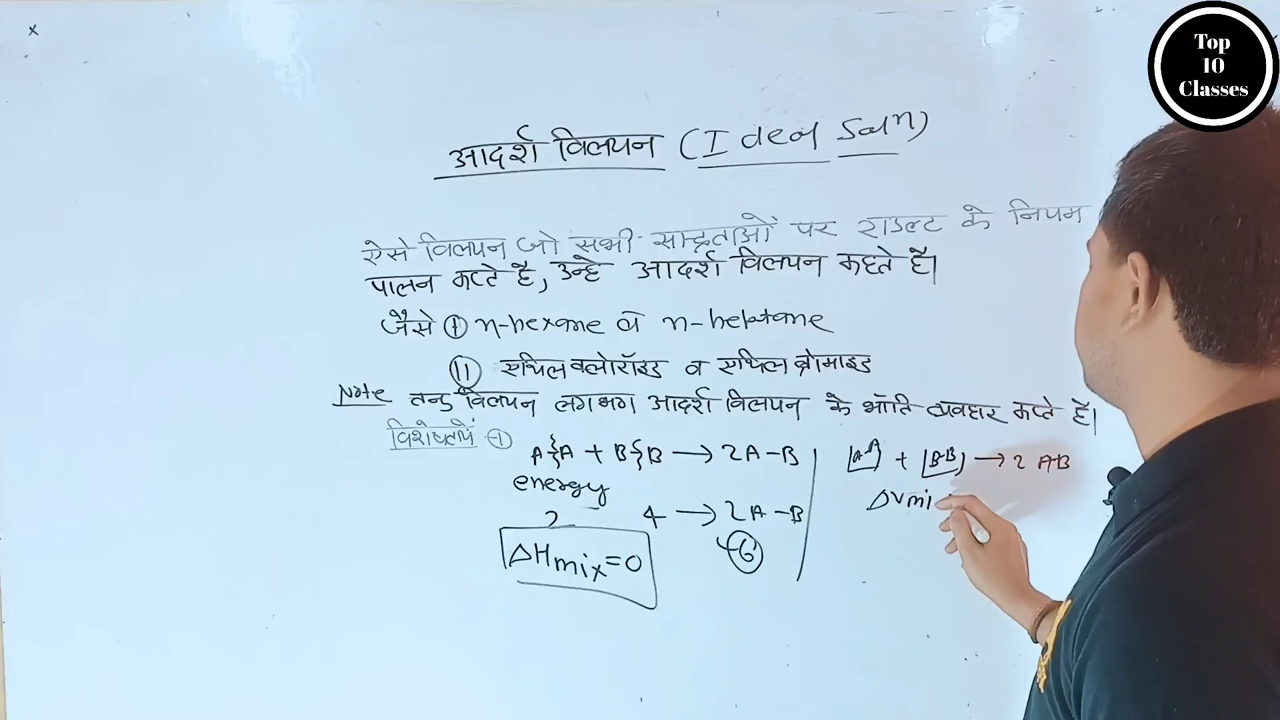 Top
10
Classes
x
आदर्श विलयन (Ideal Solⁿ)
ऐसे विलयन जो सभी सान्द्रताओं पर राउल्ट के नियम
पालन करते है, उन्हे आदर्श विलयन कहते है।
जैसे ① n-hexane व n-heptane
⑪ एथिल क्लोरॉइड व एथिल ब्रोमाइड
Note तनु विलयन लगभग आदर्श विलयन के भाँति व्यवहार करते है।
विशेषतायें ① A}{A + B}{B → 2A-B
energy
2 4 → 2A-B
6
ΔHmix=0
[A-A] + [B-B] → 2 A-B
ΔVmi